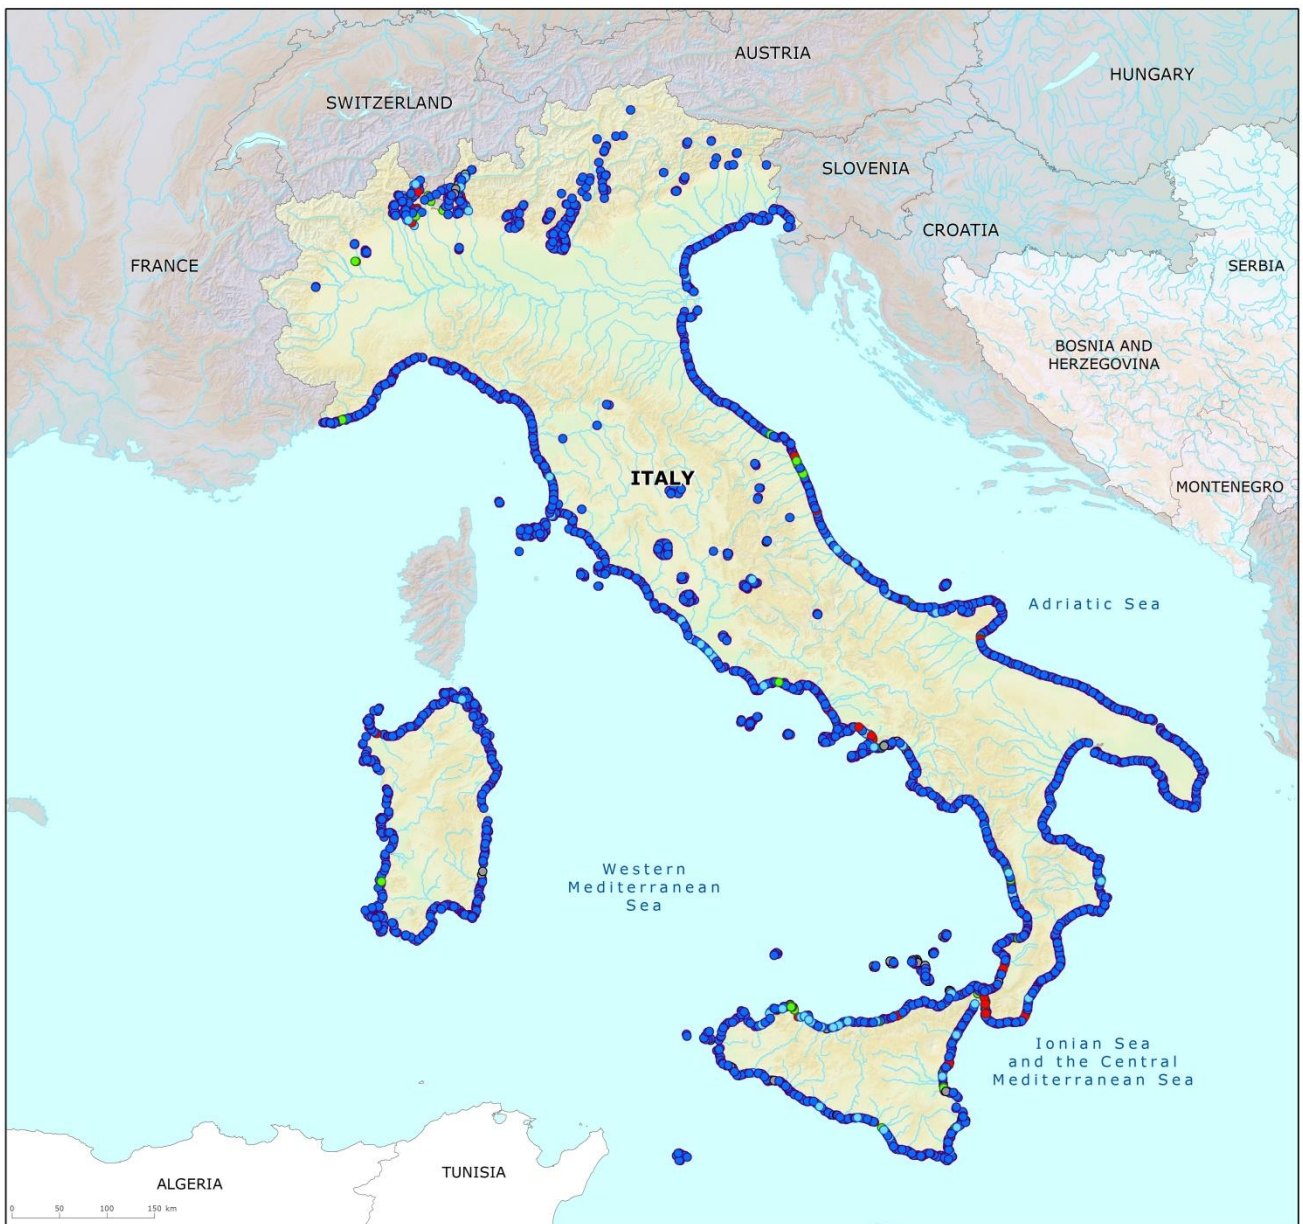 AUSTRIA
HUNGARY
SWITZERLAND
SLOVENIA
CROATIA
FRANCE
SERBIA
BOSNIA AND
HERZEGOVINA
ITALY
MONTENEGRO
Adriatic Sea
Western
Mediterranean
Sea
Ionian Sea
and the Central
Mediterranean Sea
TUNISIA
ALGERIA
0 50 100 150 km